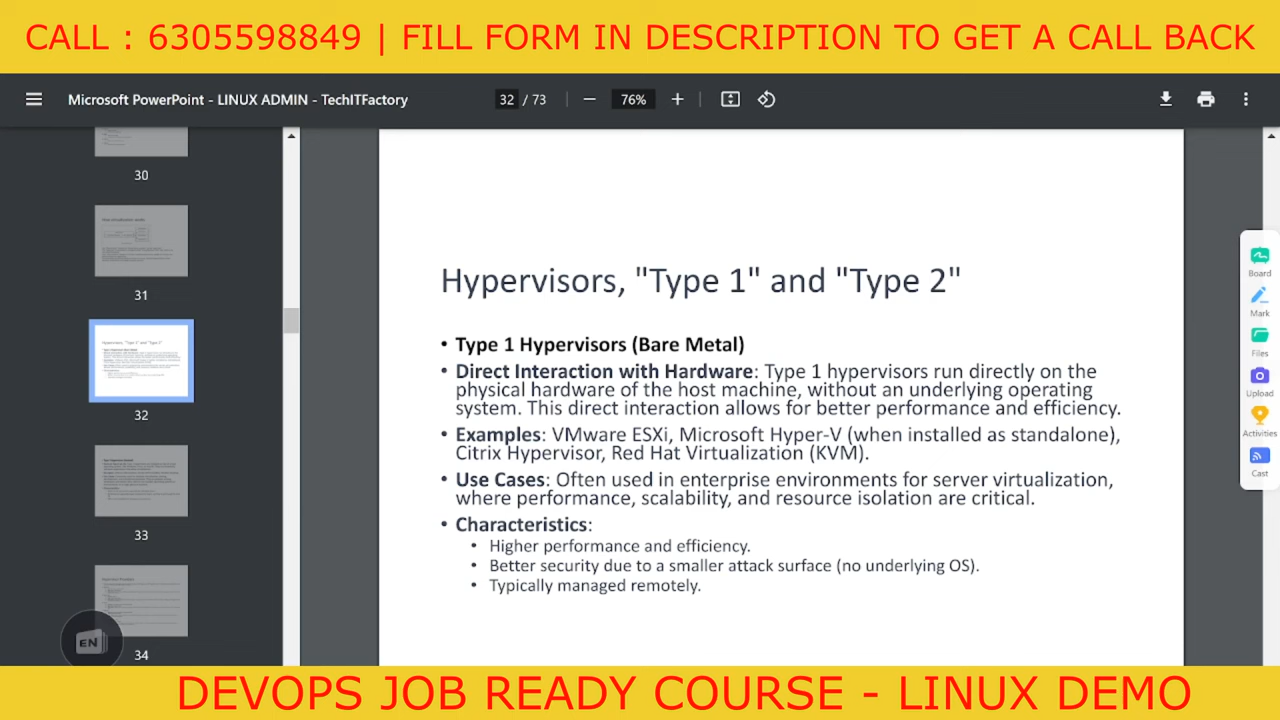 CALL : 6305598849 | FILL FORM IN DESCRIPTION TO GET A CALL BACK
Microsoft PowerPoint - LINUX ADMIN - TechITFactory
32 / 73
76%
30
31
32
33
34
EN
Hypervisors, "Type 1" and "Type 2"
• Type 1 Hypervisors (Bare Metal)
• Direct Interaction with Hardware: Type 1 hypervisors run directly on the
physical hardware of the host machine, without an underlying operating
system. This direct interaction allows for better performance and efficiency.
• Examples: VMware ESXi, Microsoft Hyper-V (when installed as standalone),
Citrix Hypervisor, Red Hat Virtualization (KVM).
• Use Cases: Often used in enterprise environments for server virtualization,
where performance, scalability, and resource isolation are critical.
• Characteristics:
• Higher performance and efficiency.
• Better security due to a smaller attack surface (no underlying OS).
• Typically managed remotely.
Board
Mark
Files
Upload
Activities
Cast
DEVOPS JOB READY COURSE - LINUX DEMO